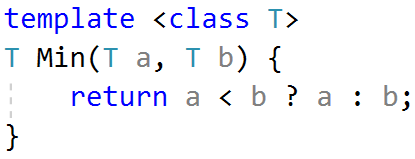 template <class T>
T Min(T a, T b) {
    return a < b ? a : b;
}